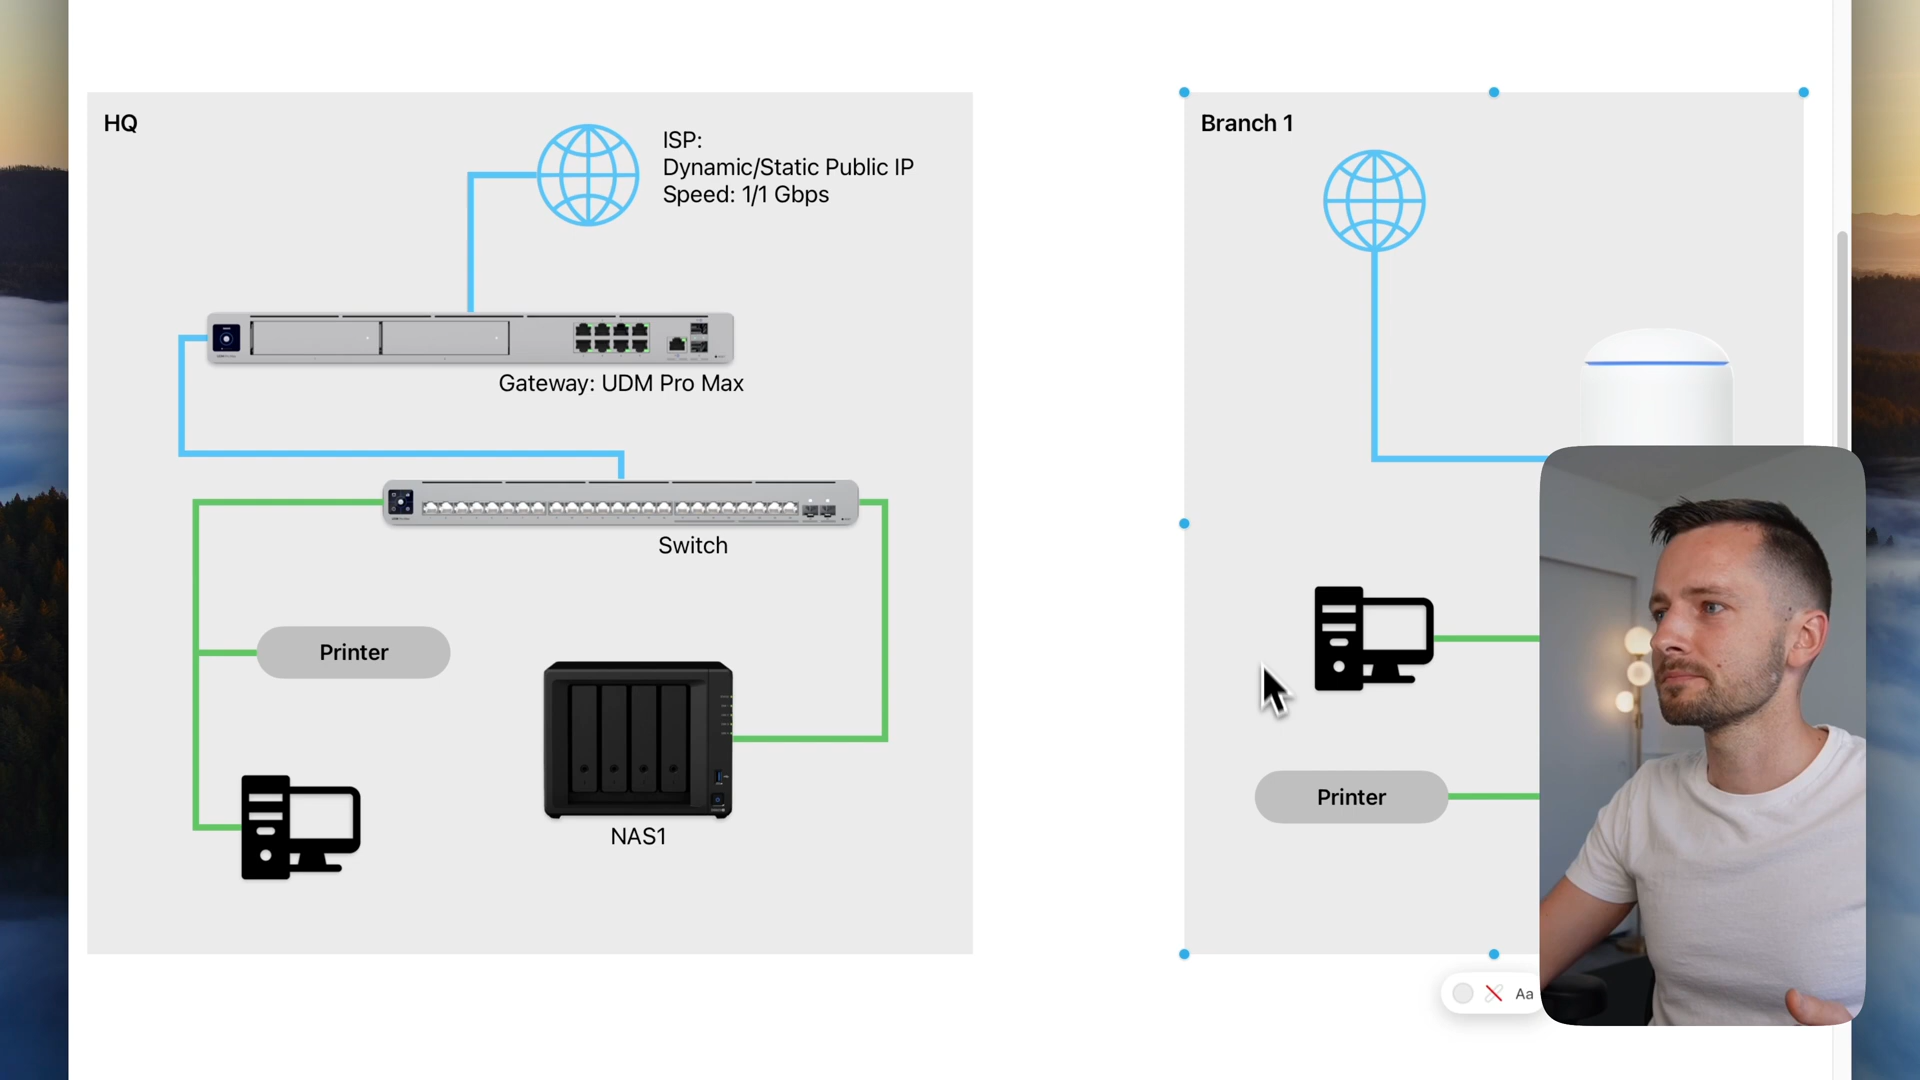 HQ
ISP:
Dynamic/Static Public IP
Speed: 1/1 Gbps
Gateway: UDM Pro Max
Switch
Printer
NAS1
Branch 1
Printer
Aa